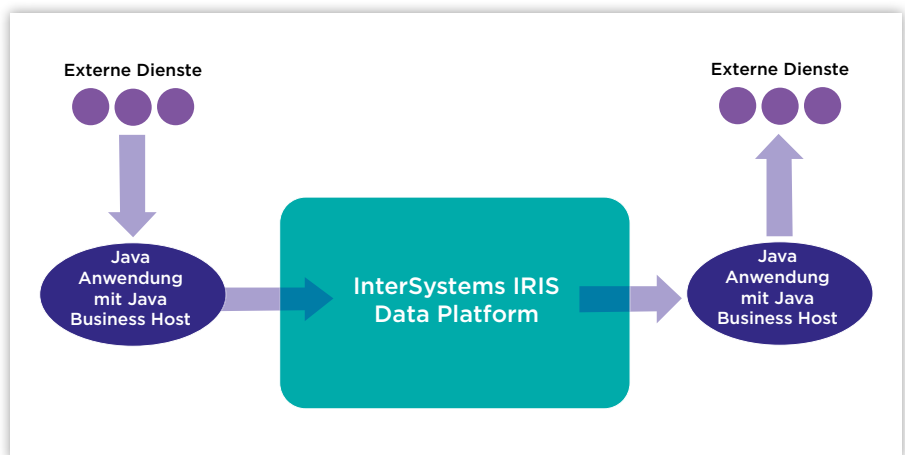 Externe Dienste
Externe Dienste
Java
Anwendung
mit Java
Business Host
InterSystems IRIS
Data Platform
Java
Anwendung
mit Java
Business Host